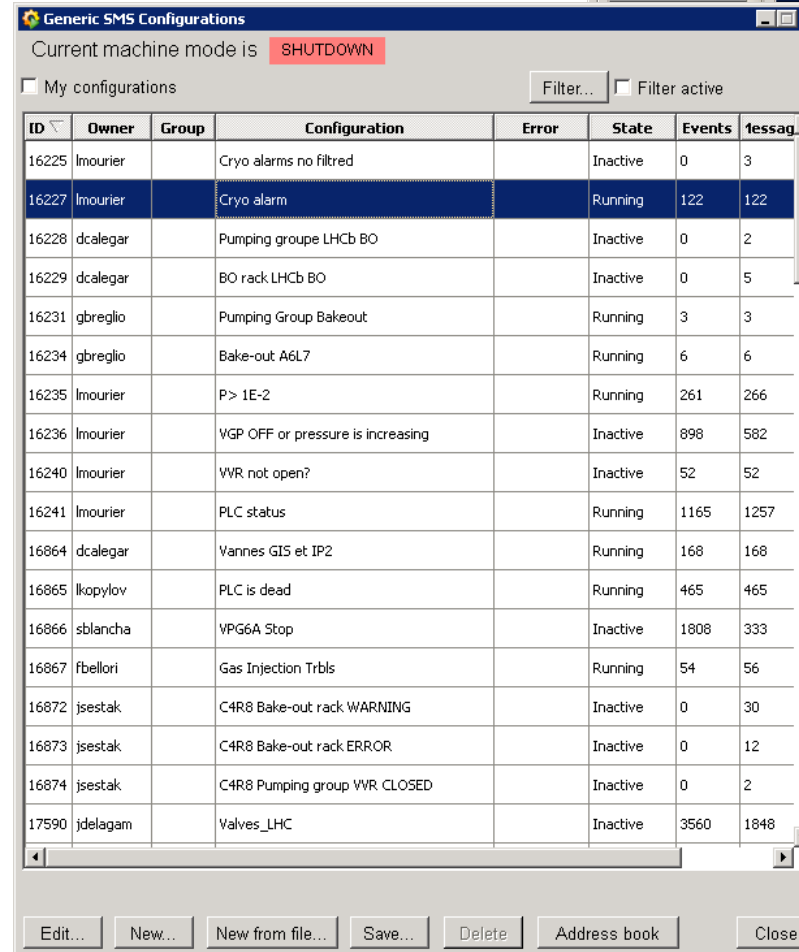 Generic SMS Configurations
Current machine mode is SHUTDOWN
My configurations Filter... Filter active
ID Owner Group Configuration Error State Events Messag
16225 lmourier Cryo alarms no filtred Inactive 0 3
16227 lmourier Cryo alarm Running 122 122
16228 dcalegar Pumping groupe LHCb BO Inactive 0 2
16229 dcalegar BO rack LHCb BO Inactive 0 5
16231 gbreglio Pumping Group Bakeout Running 3 3
16234 gbreglio Bake-out A6L7 Running 6 6
16235 lmourier P> 1E-2 Running 261 266
16236 lmourier VGP OFF or pressure is increasing Inactive 898 582
16240 lmourier VVR not open? Inactive 52 52
16241 lmourier PLC status Running 1165 1257
16864 dcalegar Vannes GIS et IP2 Running 168 168
16865 lkopylov PLC is dead Running 465 465
16866 sblancha VPG6A Stop Inactive 1808 333
16867 fbellori Gas Injection Trbls Running 54 56
16872 jsestak C4R8 Bake-out rack WARNING Inactive 0 30
16873 jsestak C4R8 Bake-out rack ERROR Inactive 0 12
16874 jsestak C4R8 Pumping group VVR CLOSED Inactive 0 2
17590 jdelagam Valves_LHC Inactive 3560 1848
Edit... New... New from file... Save... Delete Address book Close